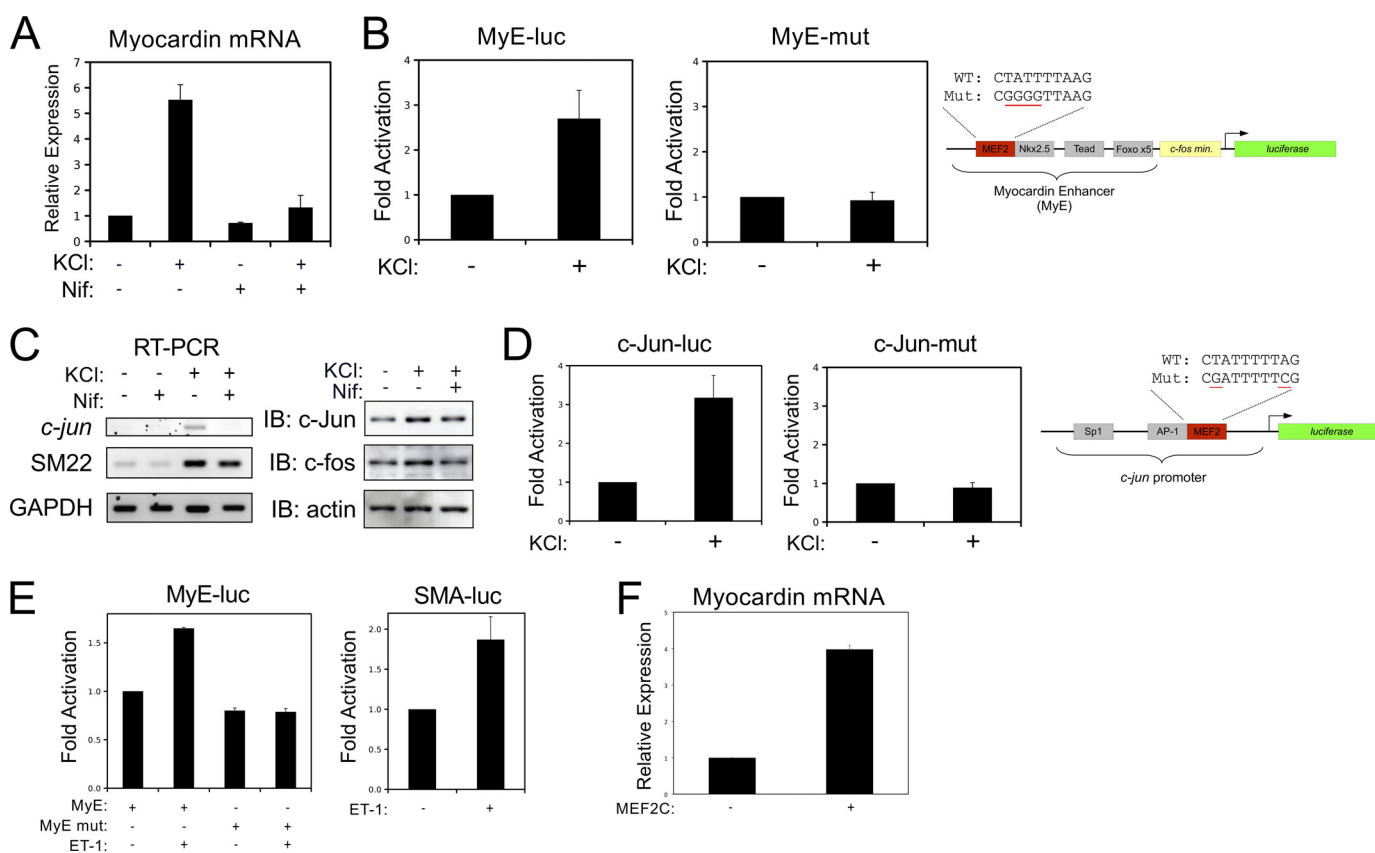 A
Myocardin mRNA
Relative Expression
7
6
5
4
3
2
1
0
KCl: - + - +
Nif: - - + +
B
MyE-luc
Fold Activation
4
3
2
1
0
KCl: - +
MyE-mut
Fold Activation
4
3
2
1
0
KCl: - +
WT: CTATTTTAAG
Mut: CGGGGTTAAG
MEF2 Nkx2.5 Tead Foxo x5 c-fos min. luciferase
Myocardin Enhancer
(MyE)
C
RT-PCR
KCl: - - + +
Nif: - + - +
c-jun
SM22
GAPDH
KCl: - + +
Nif: - - +
IB: c-Jun
IB: c-fos
IB: actin
D
c-Jun-luc
Fold Activation
4
3
2
1
0
KCl: - +
c-Jun-mut
Fold Activation
4
3
2
1
0
KCl: - +
WT: CTATTTTTAG
Mut: CGATTTTTCG
Sp1 AP-1 MEF2 luciferase
c-jun promoter
E
MyE-luc
Fold Activation
1.5
1.0
0.5
0.0
MyE: + + - -
MyE mut: - - + +
ET-1: - + - +
SMA-luc
Fold Activation
2.0
1.5
1.0
0.5
0.0
ET-1: - +
F
Myocardin mRNA
Relative Expression
5
4
3
2
1
0
MEF2C: - +